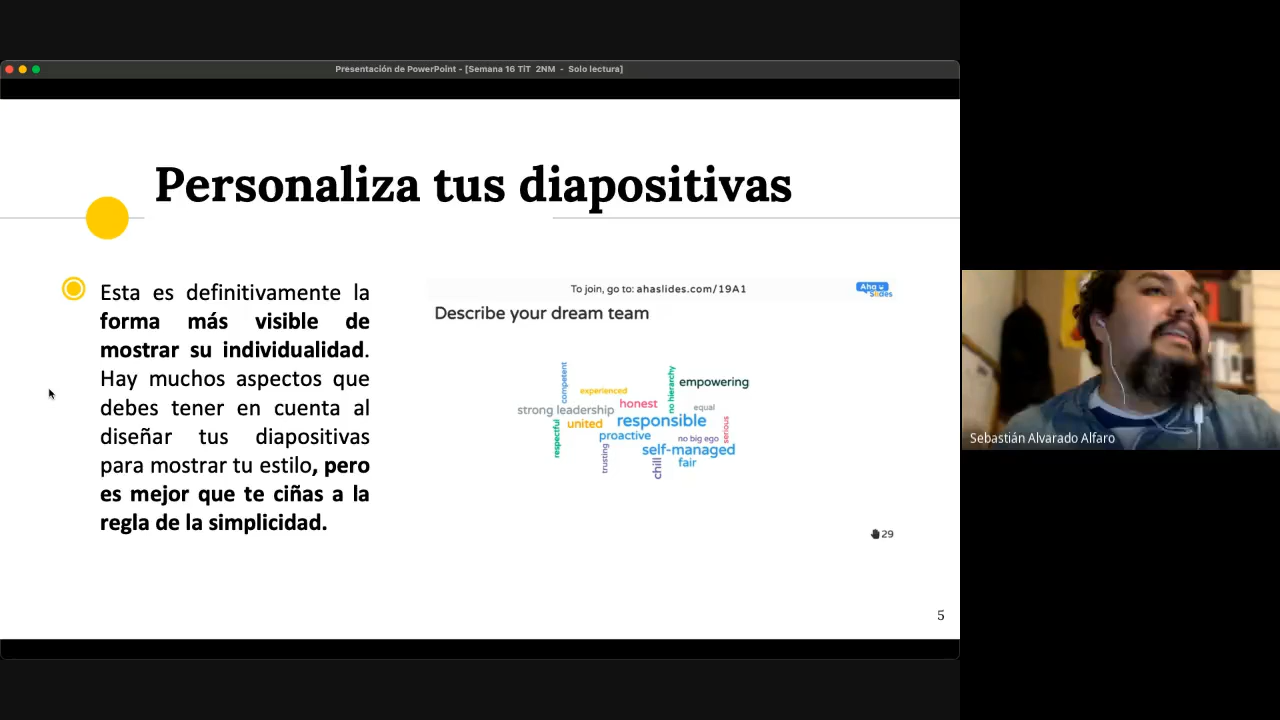 Presentación de PowerPoint - [Semana 16 TiT 2NM - Solo lectura]
Personaliza tus diapositivas
Esta es definitivamente la
forma más visible de
mostrar su individualidad.
Hay muchos aspectos que
debes tener en cuenta al
diseñar tus diapositivas
para mostrar tu estilo, pero
es mejor que te ciñas a la
regla de la simplicidad.
To join, go to: ahaslides.com/19A1
Aha
Slides
Describe your dream team
competent
experienced
no hierarchy
empowering
strong leadership
honest
equal
respectful
united
responsible
serious
proactive
no big ego
trusting
self-managed
chill
fair
29
5
Sebastián Alvarado Alfaro